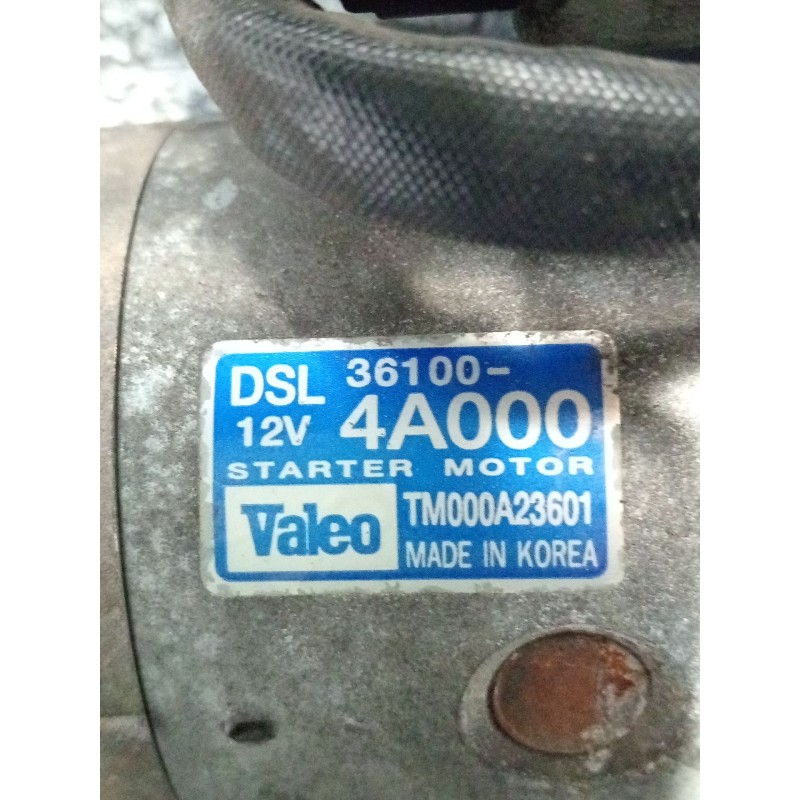 DSL 36100-
12V 4A000
STARTER MOTOR
Valeo TM000A23601
MADE IN KOREA